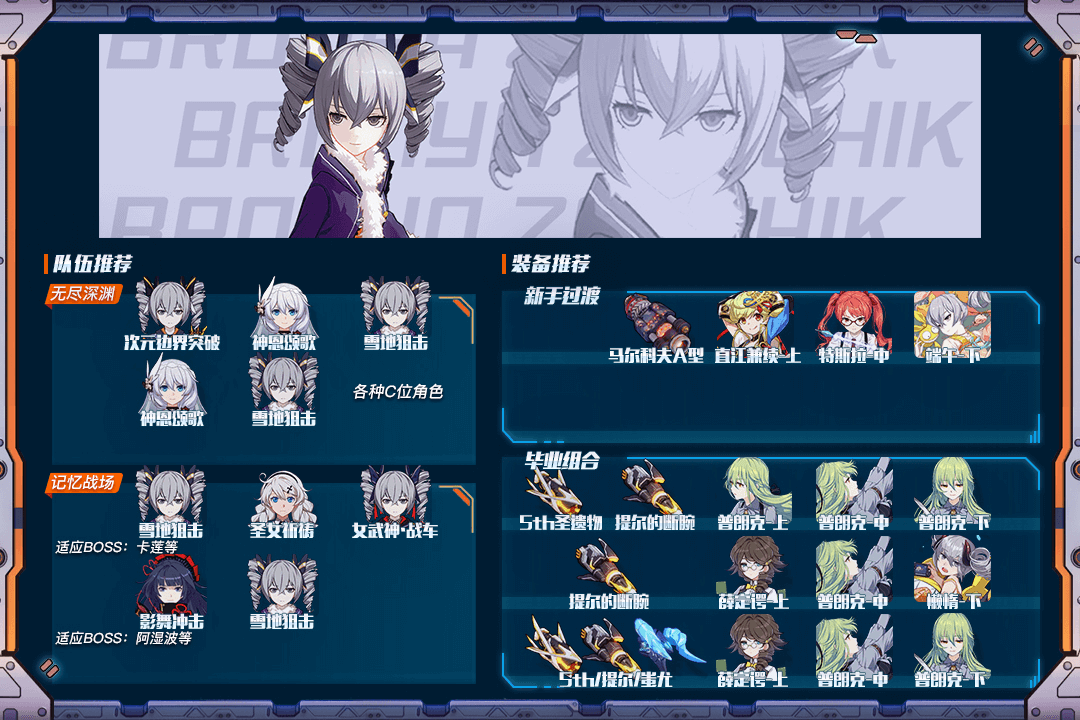 BRONYA ZAYCHIK
BRONYA ZAYCHIK
BRONYA ZAYCHIK
队伍推荐
无尽深渊
次元边界突破 神恩颂歌 雪地狙击
神恩颂歌 雪地狙击 各种C位角色
记忆战场
雪地狙击 圣女祈祷 女武神·战车
适应BOSS：卡莲等
影舞冲击 雪地狙击
适应BOSS：阿湿波等
装备推荐
新手过渡
马尔科夫A型 直江兼续-上 特斯拉-中 端午-下
毕业组合
5th圣遗物 提尔的断腕 普朗克-上 普朗克-中 普朗克-下
提尔的断腕 薛定谔-上 普朗克-中 懒惰-下
5th/提尔/蚩尤 薛定谔-上 普朗克-中 普朗克-下